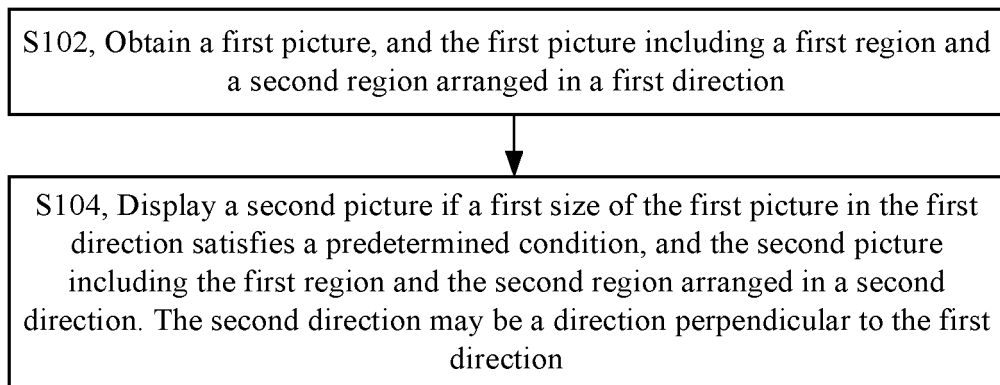 S102, Obtain a first picture, and the first picture including a first region and
a second region arranged in a first direction
S104, Display a second picture if a first size of the first picture in the first
direction satisfies a predetermined condition, and the second picture
including the first region and the second region arranged in a second
direction. The second direction may be a direction perpendicular to the first
direction